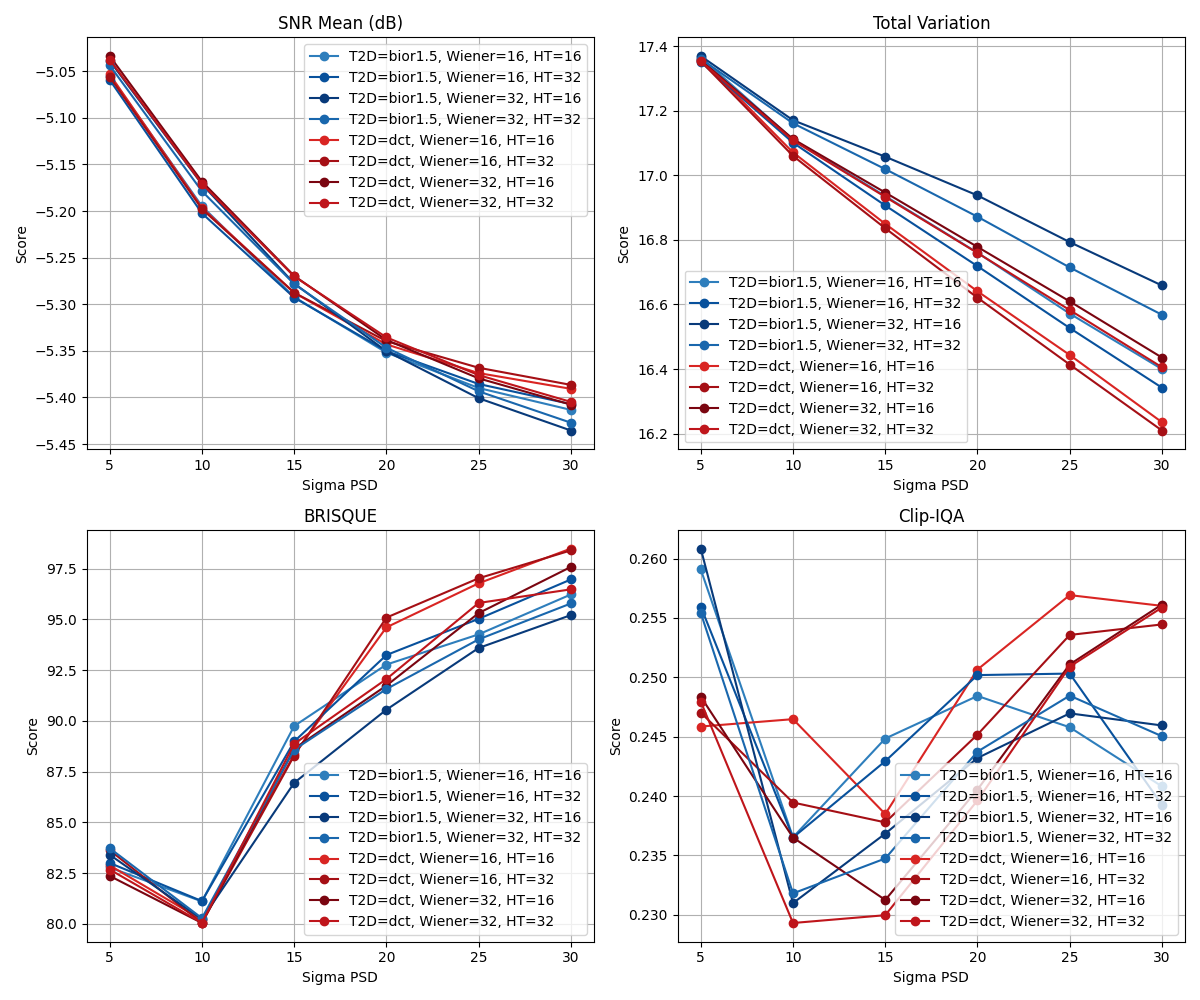 SNR Mean (dB)
Score
−5.05
−5.10
−5.15
−5.20
−5.25
−5.30
−5.35
−5.40
−5.45
T2D=bior1.5, Wiener=16, HT=16
T2D=bior1.5, Wiener=16, HT=32
T2D=bior1.5, Wiener=32, HT=16
T2D=bior1.5, Wiener=32, HT=32
T2D=dct, Wiener=16, HT=16
T2D=dct, Wiener=16, HT=32
T2D=dct, Wiener=32, HT=16
T2D=dct, Wiener=32, HT=32
5 10 15 20 25 30
Sigma PSD
Total Variation
Score
17.4
17.2
17.0
16.8
16.6
16.4
16.2
T2D=bior1.5, Wiener=16, HT=16
T2D=bior1.5, Wiener=16, HT=32
T2D=bior1.5, Wiener=32, HT=16
T2D=bior1.5, Wiener=32, HT=32
T2D=dct, Wiener=16, HT=16
T2D=dct, Wiener=16, HT=32
T2D=dct, Wiener=32, HT=16
T2D=dct, Wiener=32, HT=32
5 10 15 20 25 30
Sigma PSD
BRISQUE
Score
97.5
95.0
92.5
90.0
87.5
85.0
82.5
80.0
T2D=bior1.5, Wiener=16, HT=16
T2D=bior1.5, Wiener=16, HT=32
T2D=bior1.5, Wiener=32, HT=16
T2D=bior1.5, Wiener=32, HT=32
T2D=dct, Wiener=16, HT=16
T2D=dct, Wiener=16, HT=32
T2D=dct, Wiener=32, HT=16
T2D=dct, Wiener=32, HT=32
5 10 15 20 25 30
Sigma PSD
Clip-IQA
Score
0.260
0.255
0.250
0.245
0.240
0.235
0.230
T2D=bior1.5, Wiener=16, HT=16
T2D=bior1.5, Wiener=16, HT=32
T2D=bior1.5, Wiener=32, HT=16
T2D=bior1.5, Wiener=32, HT=32
T2D=dct, Wiener=16, HT=16
T2D=dct, Wiener=16, HT=32
T2D=dct, Wiener=32, HT=16
T2D=dct, Wiener=32, HT=32
5 10 15 20 25 30
Sigma PSD